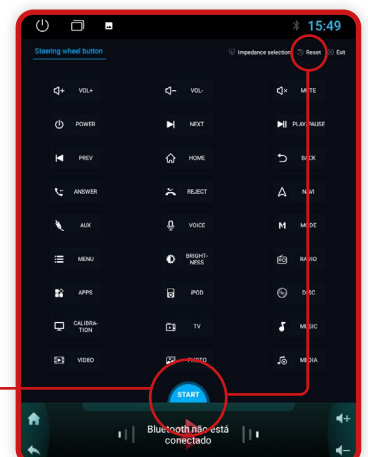 15:49
Steering wheel button
Impedance selection
Reset
Exit
VOL+
VOL-
MUTE
POWER
NEXT
PLAY/PAUSE
PREV
HOME
BACK
ANSWER
REJECT
NAVI
AUX
VOICE
MODE
MENU
BRIGHT-
NESS
RADIO
APPS
iPOD
DISC
CALIBRA-
TION
TV
MUSIC
VIDEO
PHOTO
MEDIA
START
Bluetooth não está
conectado